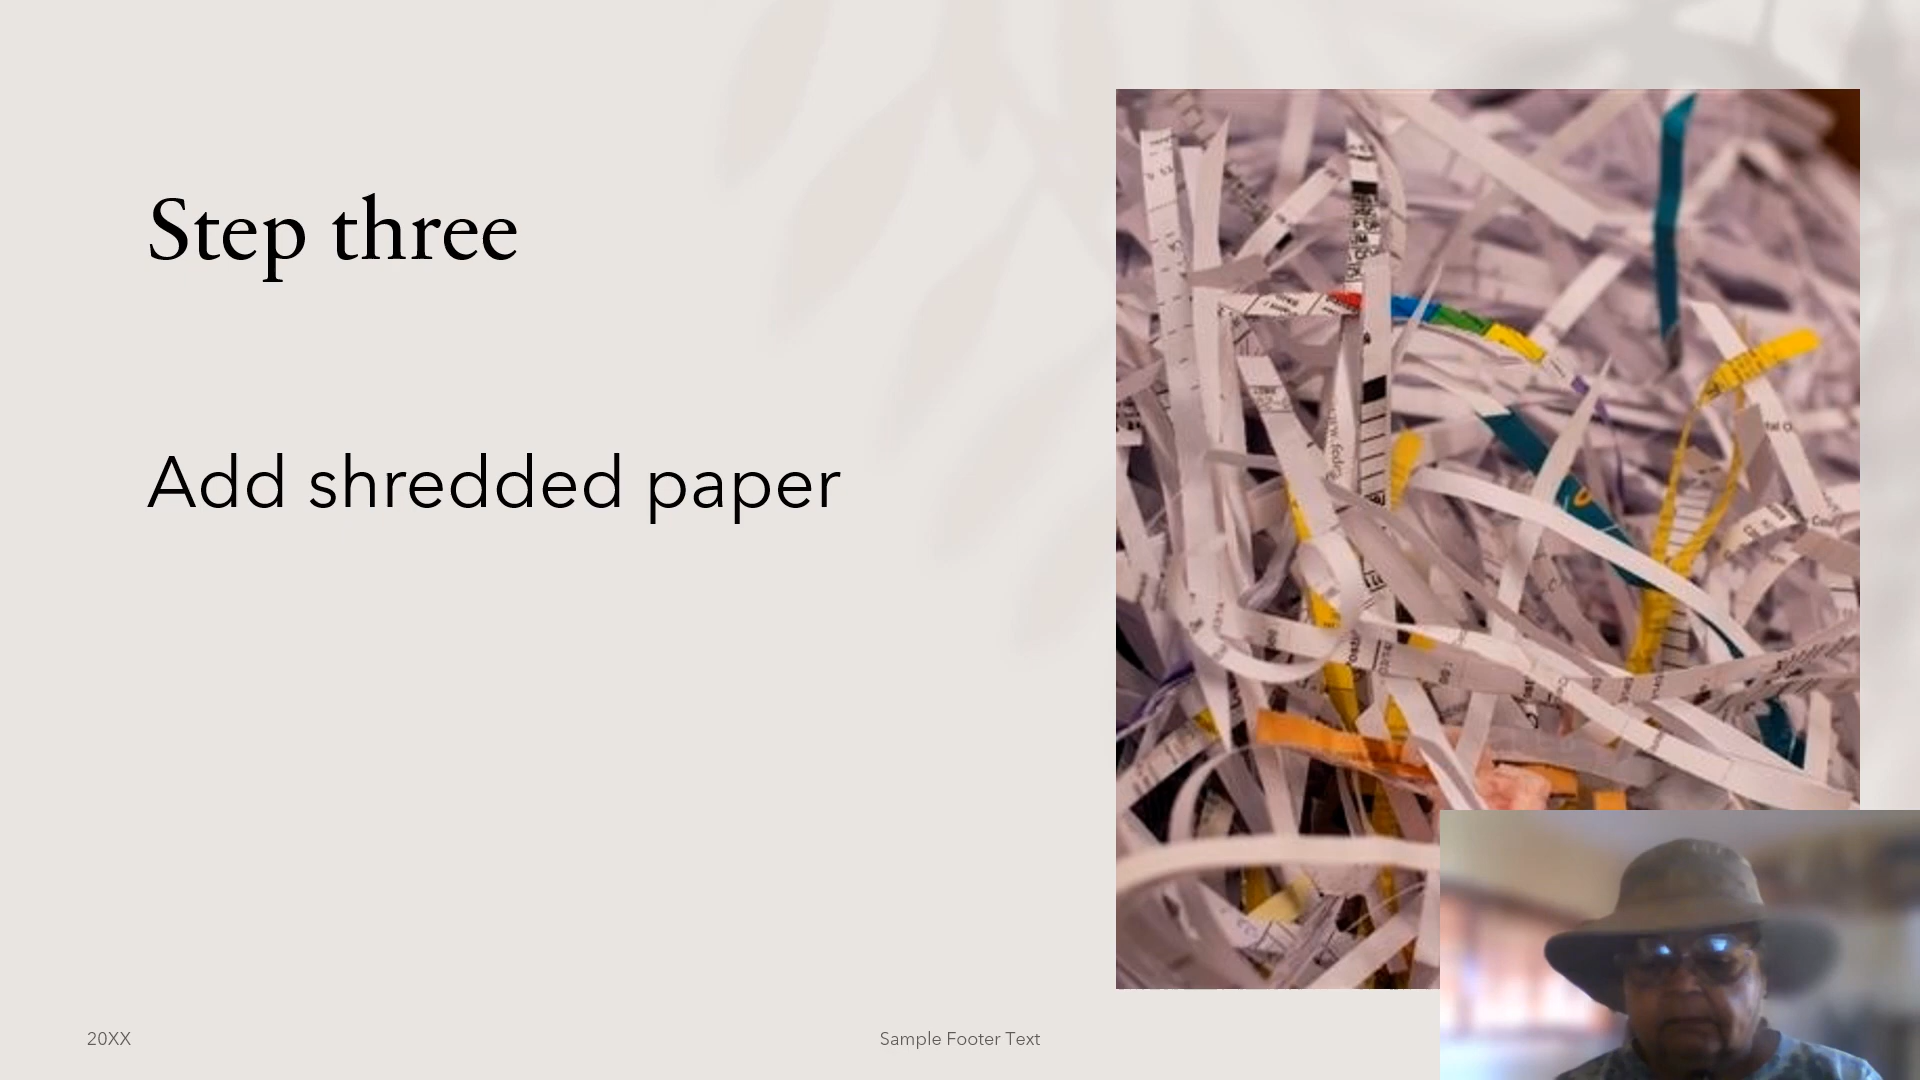 Step three
Add shredded paper
20XX
Sample Footer Text